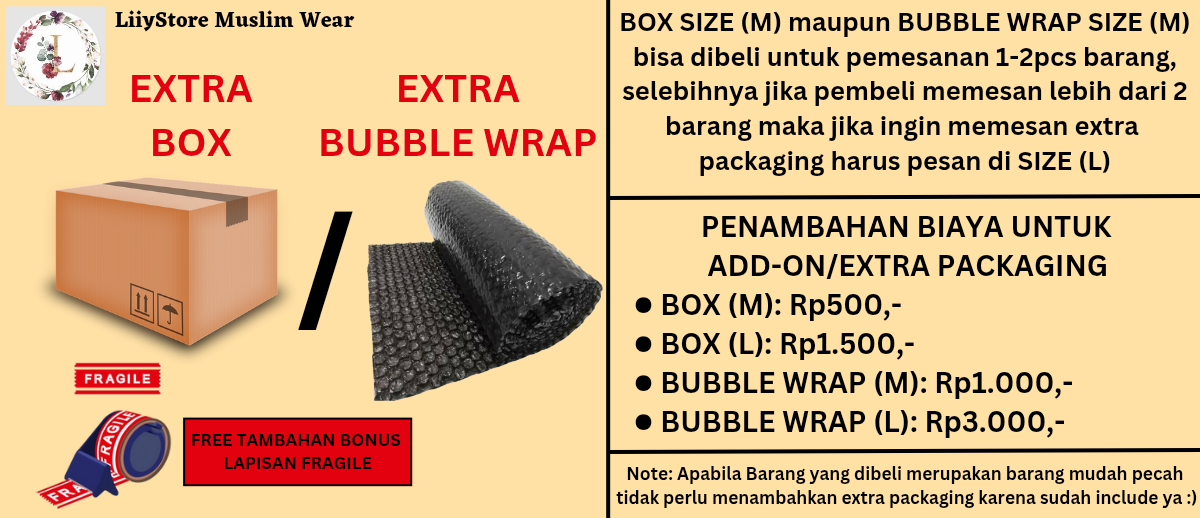 LiiyStore Muslim Wear
L
EXTRA
BOX
EXTRA
BUBBLE WRAP
/
FRAGILE
FRAGILE
FRA
FREE TAMBAHAN BONUS
LAPISAN FRAGILE
BOX SIZE (M) maupun BUBBLE WRAP SIZE (M)
bisa dibeli untuk pemesanan 1-2pcs barang,
selebihnya jika pembeli memesan lebih dari 2
barang maka jika ingin memesan extra
packaging harus pesan di SIZE (L)
PENAMBAHAN BIAYA UNTUK
ADD-ON/EXTRA PACKAGING
● BOX (M): Rp500,-
● BOX (L): Rp1.500,-
● BUBBLE WRAP (M): Rp1.000,-
● BUBBLE WRAP (L): Rp3.000,-
Note: Apabila Barang yang dibeli merupakan barang mudah pecah
tidak perlu menambahkan extra packaging karena sudah include ya :)